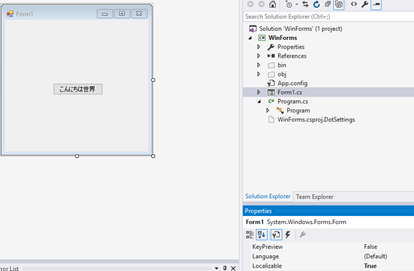 Form1
こんにちは世界
Search Solution Explorer (Ctrl+;)
Solution 'WinForms' (1 project)
WinForms
Properties
References
bin
obj
App.config
Form1.cs
Program.cs
Program
WinForms.csproj.DotSettings
Solution Explorer
Team Explorer
Properties
Form1 System.Windows.Forms.Form
KeyPreview False
Language (Default)
Localizable True
ror List